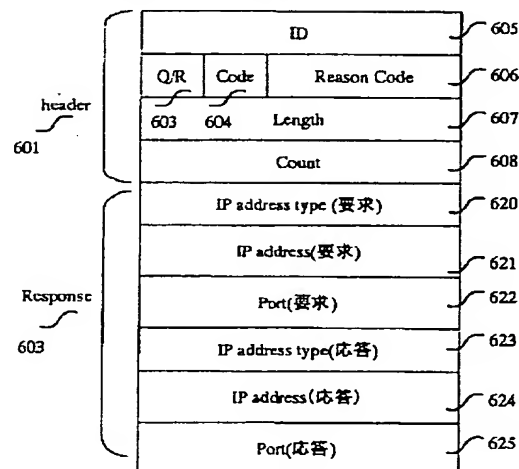 ID
605
Q/R
Code
Reason Code
606
header
603
604
Length
607
601
Count
608
IP address type (要求)
620
IP address(要求)
621
Response
Port(要求)
622
603
IP address type(応答)
623
IP address(応答)
624
Port(応答)
625